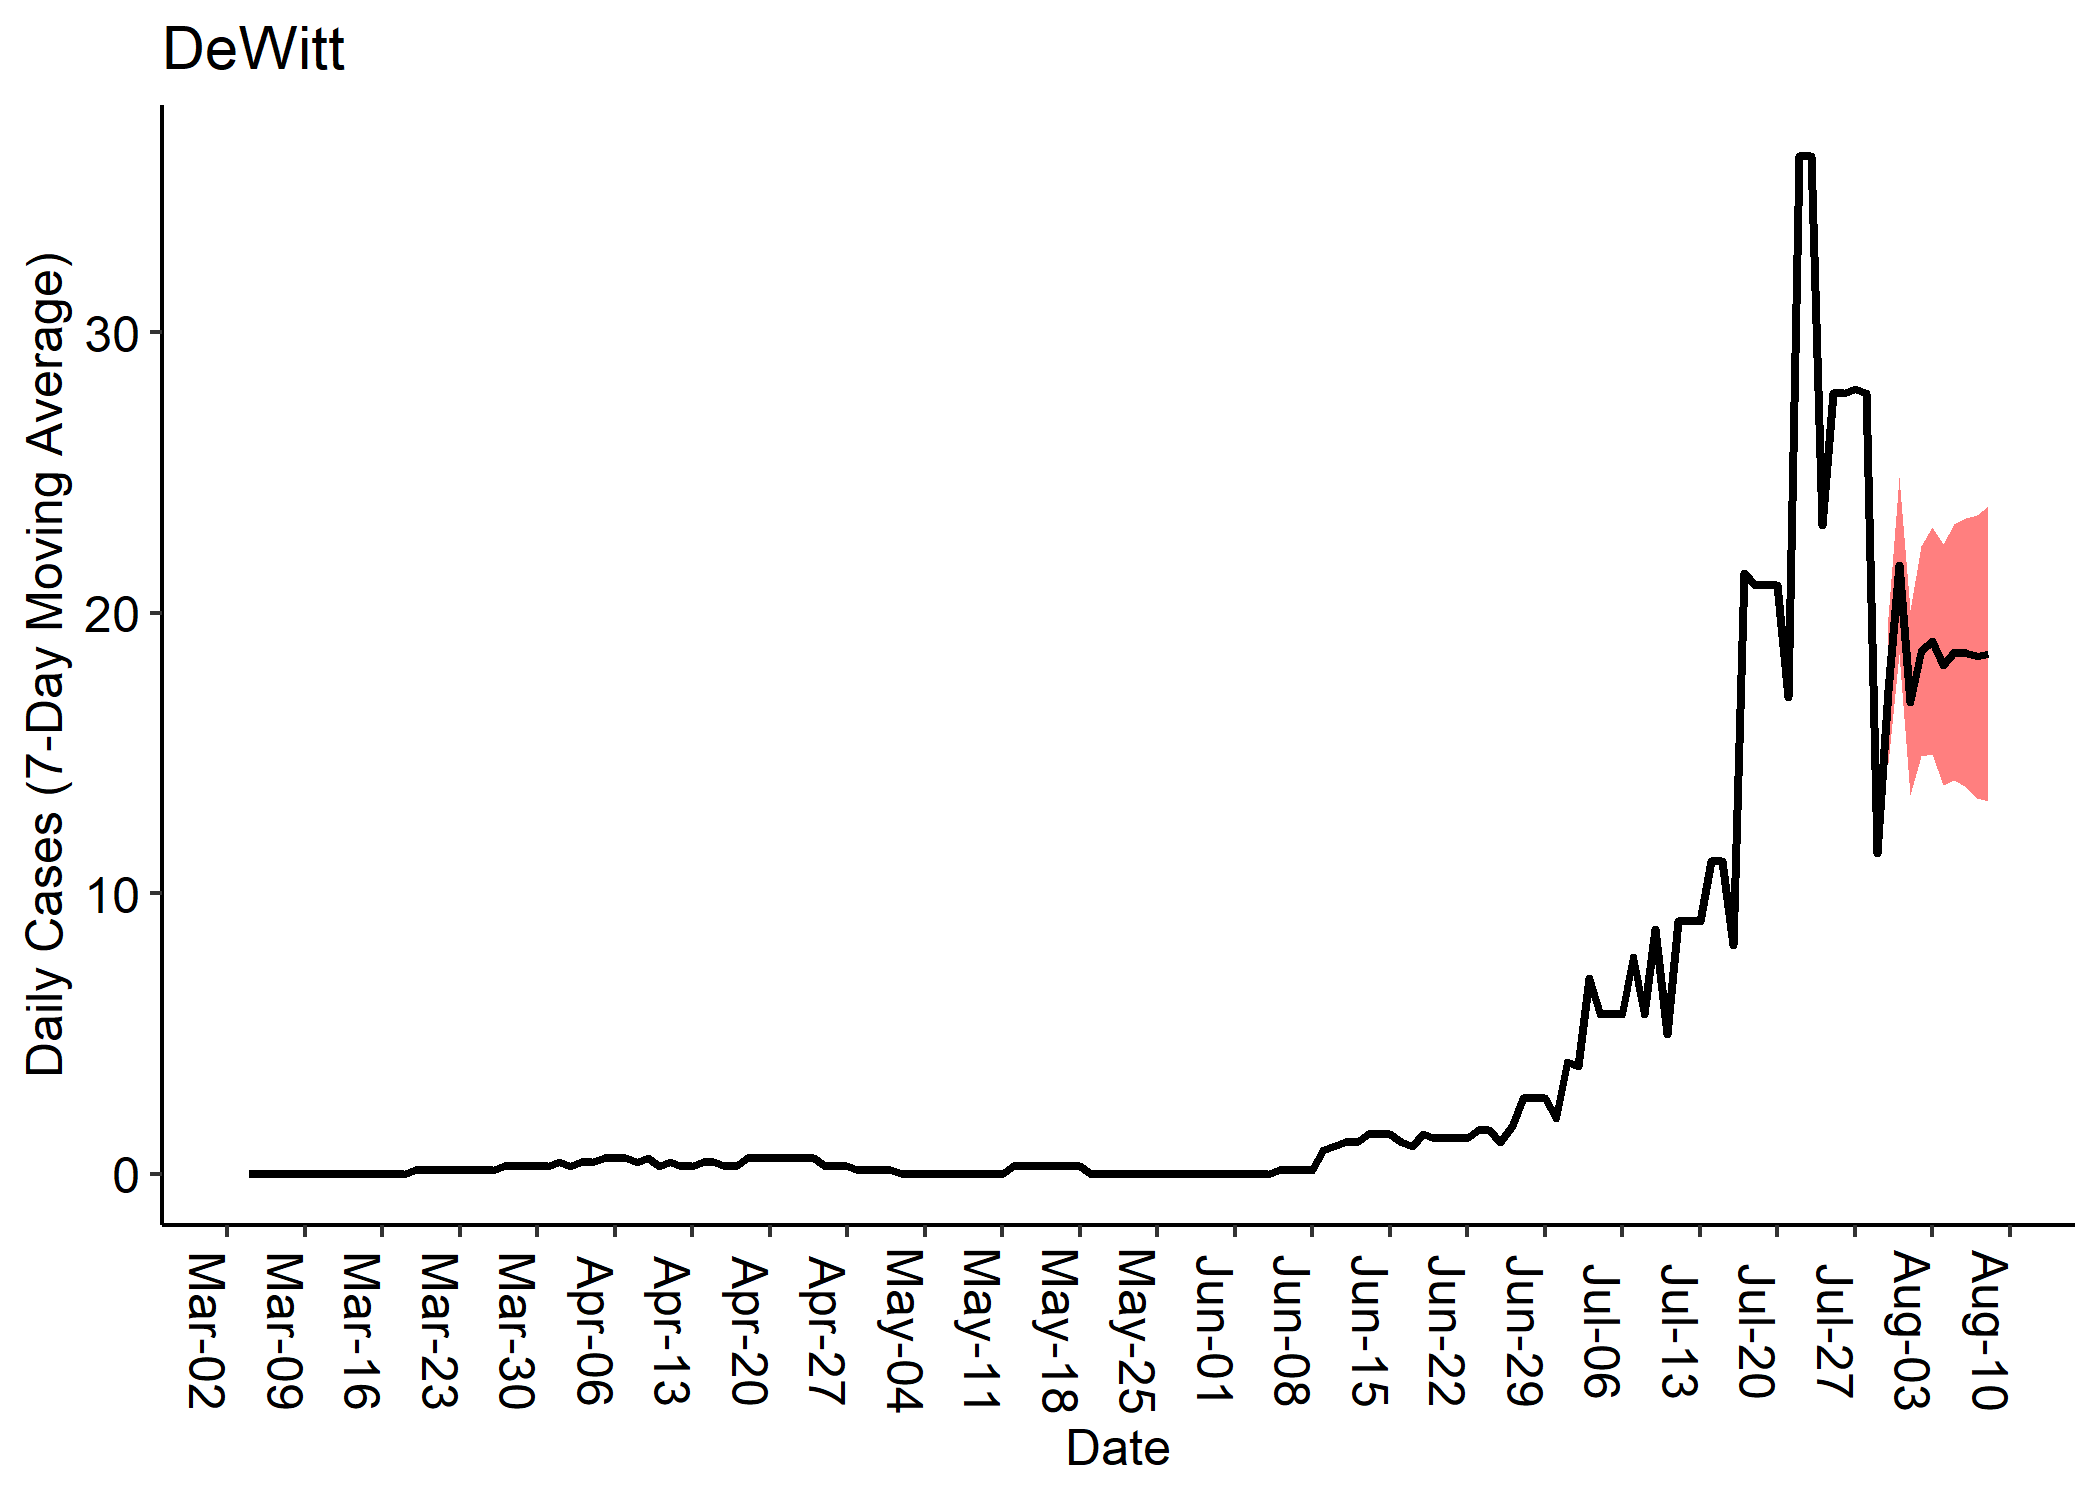 DeWitt
Daily Cases (7-Day Moving Average)
30
20
10
0
Mar-02
Mar-09
Mar-16
Mar-23
Mar-30
Apr-06
Apr-13
Apr-20
Apr-27
May-04
May-11
May-18
May-25
Jun-01
Jun-08
Jun-15
Jun-22
Jun-29
Jul-06
Jul-13
Jul-20
Jul-27
Aug-03
Aug-10
Date